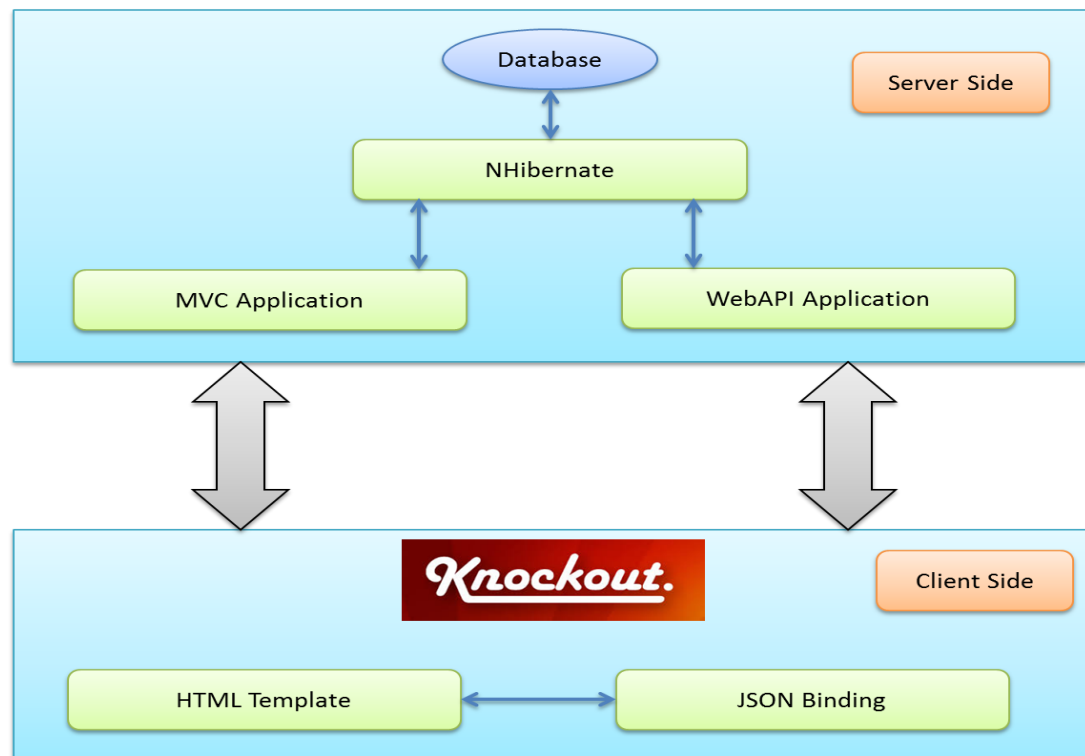 Database
Server Side
NHibernate
MVC Application
WebAPI Application
Knockout.
Client Side
HTML Template
JSON Binding